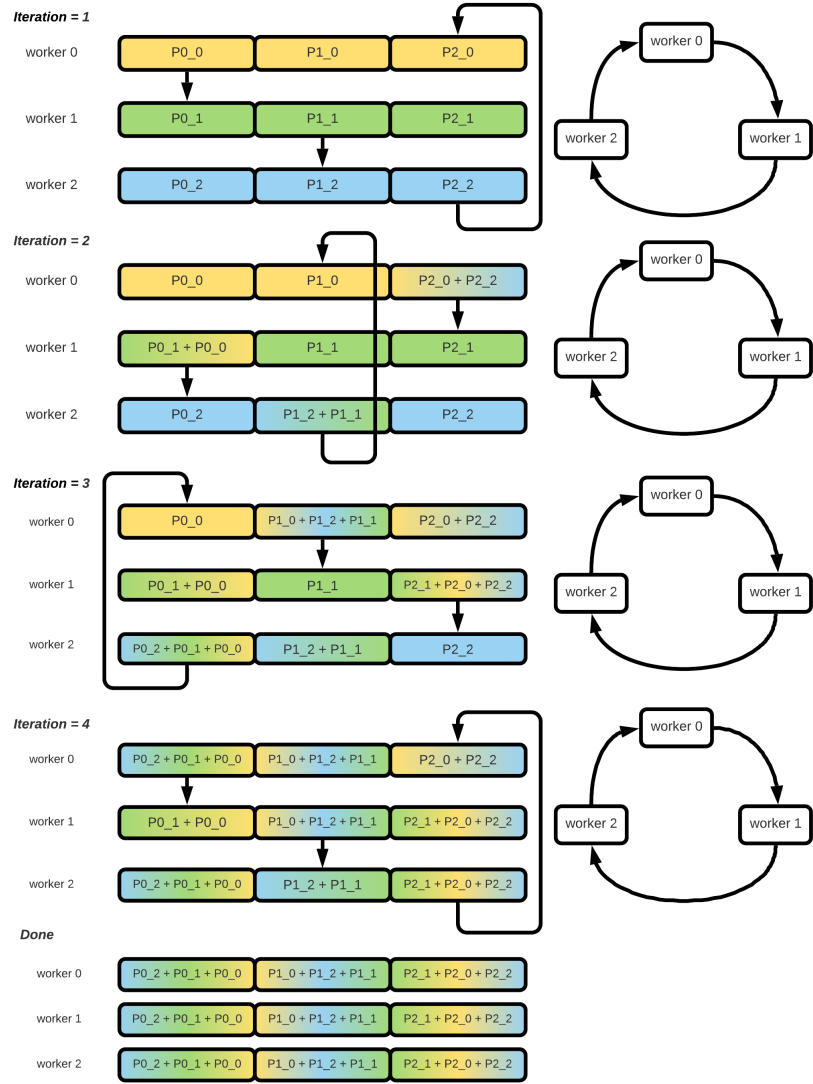 Iteration = 1
worker 0
P0_0 P1_0 P2_0
worker 1
P0_1 P1_1 P2_1
worker 2
P0_2 P1_2 P2_2
worker 0
worker 2
worker 1
Iteration = 2
worker 0
P0_0 P1_0 P2_0 + P2_2
worker 1
P0_1 + P0_0 P1_1 P2_1
worker 2
P0_2 P1_2 + P1_1 P2_2
worker 0
worker 2
worker 1
Iteration = 3
worker 0
P0_0 P1_0 + P1_2 + P1_1 P2_0 + P2_2
worker 1
P0_1 + P0_0 P1_1 P2_1 + P2_0 + P2_2
worker 2
P0_2 + P0_1 + P0_0 P1_2 + P1_1 P2_2
worker 0
worker 2
worker 1
Iteration = 4
worker 0
P0_2 + P0_1 + P0_0 P1_0 + P1_2 + P1_1 P2_0 + P2_2
worker 1
P0_1 + P0_0 P1_0 + P1_2 + P1_1 P2_1 + P2_0 + P2_2
worker 2
P0_2 + P0_1 + P0_0 P1_2 + P1_1 P2_1 + P2_0 + P2_2
worker 0
worker 2
worker 1
Done
worker 0
P0_2 + P0_1 + P0_0 P1_0 + P1_2 + P1_1 P2_1 + P2_0 + P2_2
worker 1
P0_2 + P0_1 + P0_0 P1_0 + P1_2 + P1_1 P2_1 + P2_0 + P2_2
worker 2
P0_2 + P0_1 + P0_0 P1_0 + P1_2 + P1_1 P2_1 + P2_0 + P2_2